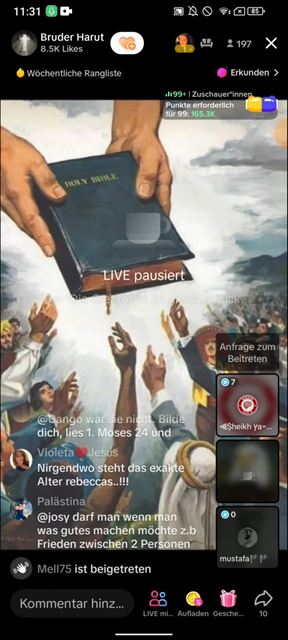 11:31
85
Bruder Harut
8.5K Likes
1
197
Wöchentliche Rangliste
Erkunden
99+ | Zuschauer*innen
Punkte erforderlich
für 99: 165.3K
HOLY BIBLE
LIVE pausiert
Anfrage zum
Beitreten
7
0
mustafa
@Gango war sie nicht. Bilde
dich, lies 1. Moses 24 und
Violeta❤️Jesus
Nirgendwo steht das exakte
Alter rebeccas..!!!
Palästina
@josy darf man wenn man
was gutes machen möchte z.b
Frieden zwischen 2 Personen
Mell75 ist beigetreten
Kommentar hinz...
LIVE mi...
Aufladen
Gesche...
10